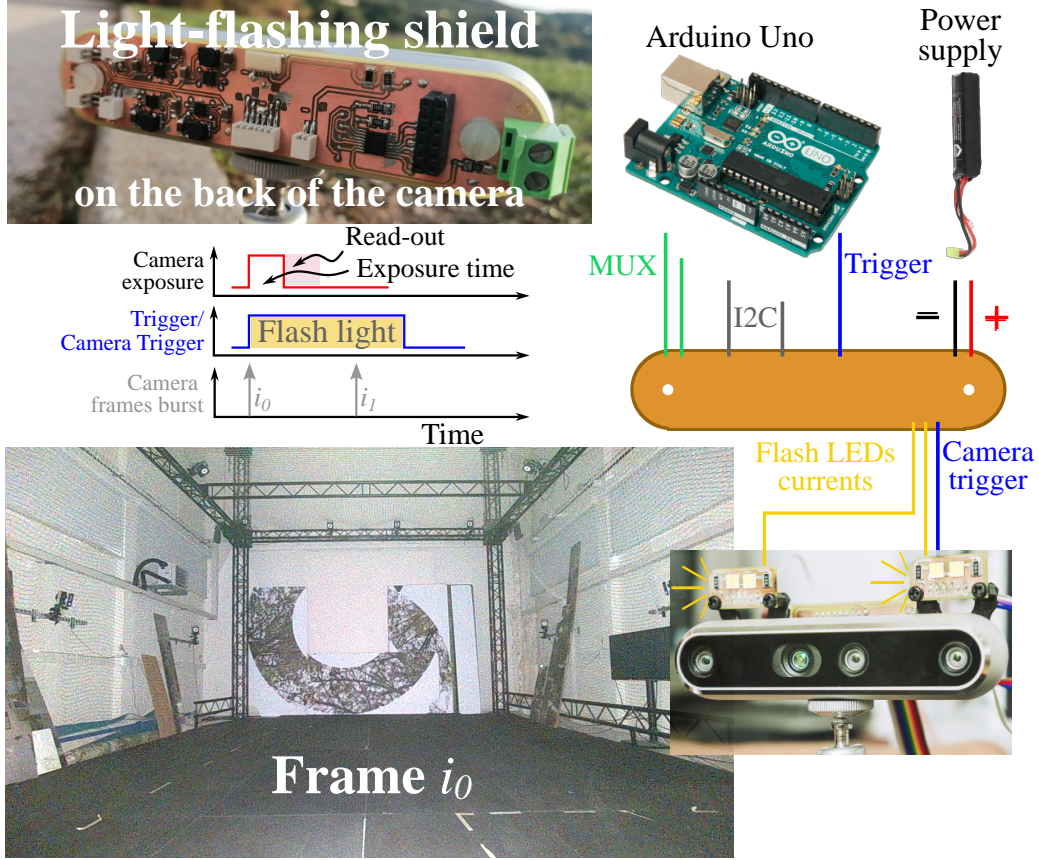 Light-flashing shield
on the back of the camera
Arduino Uno
Power
supply
ARDUINO
UNO
MUX
I2C
Trigger
−
+
Read-out
Exposure time
Camera
exposure
Trigger/
Camera Trigger
Flash light
Camera
frames burst
i0
i1
Time
Flash LEDs
currents
Camera
trigger
Frame i0